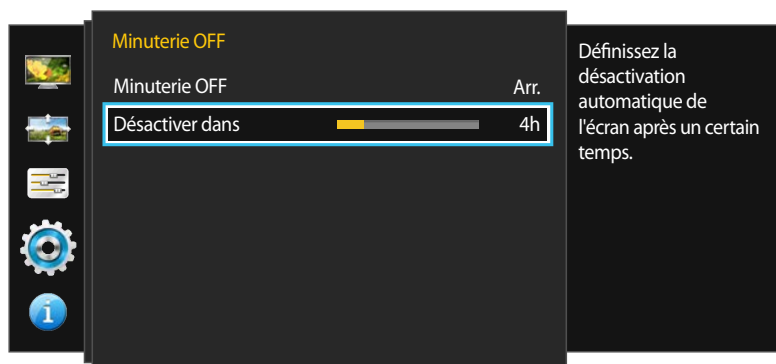 Minuterie OFF
Minuterie OFF Arr.
Désactiver dans 4h
Définissez la
désactivation
automatique de
l'écran après un certain
temps.
i